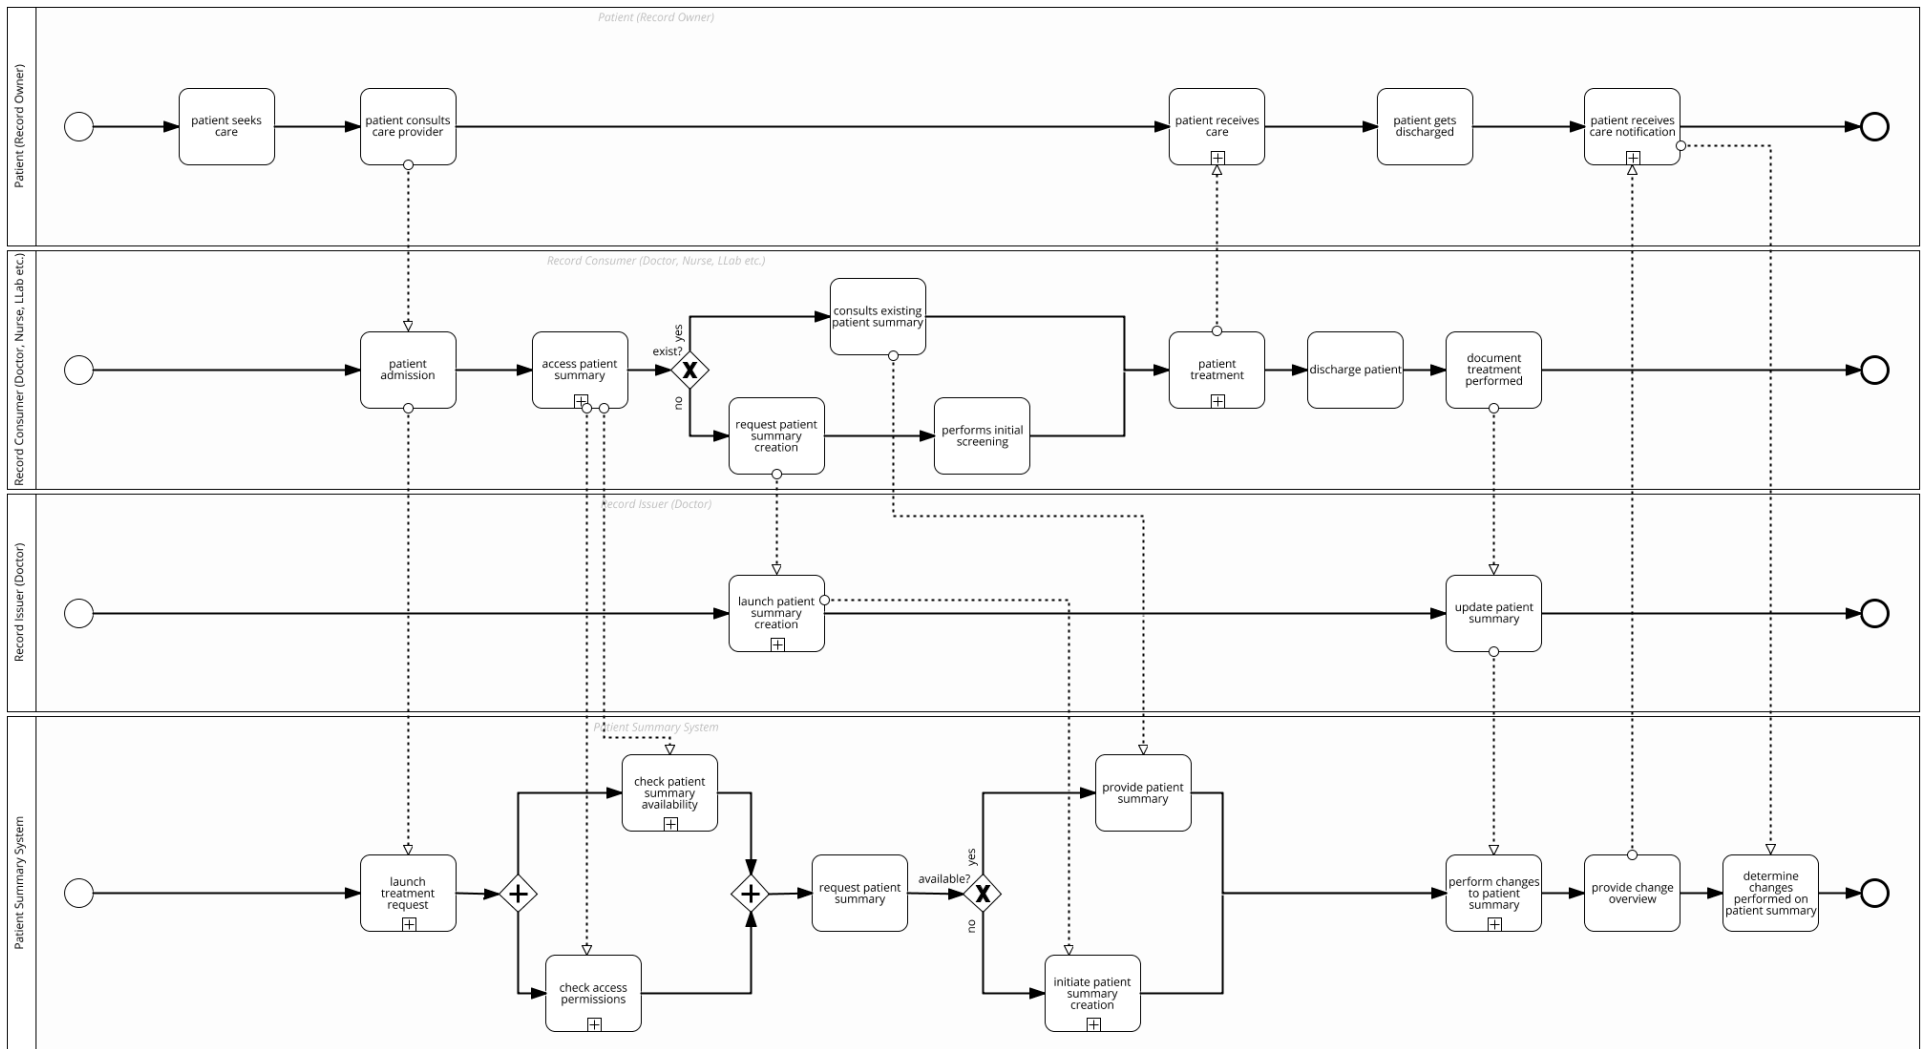 Patient (Record Owner)
Patient (Record Owner)
patient seeks
care
patient consults
care provider
patient receives
care
patient gets
discharged
patient receives
care notification
Record Consumer (Doctor, Nurse, LLab etc.)
Record Consumer (Doctor, Nurse, LLab etc.)
patient
admission
access patient
summary
exist?
yes
no
consults existing
patient summary
request patient
summary
creation
performs initial
screening
patient
treatment
discharge patient
document
treatment
performed
Record Issuer (Doctor)
Record Issuer (Doctor)
launch patient
summary
creation
update patient
summary
Patient Summary System
Patient Summary System
launch
treatment
request
check patient
summary
availability
check access
permissions
request patient
summary
available?
yes
no
provide patient
summary
initiate patient
summary
creation
perform changes
to patient
summary
provide change
overview
determine
changes
performed on
patient summary